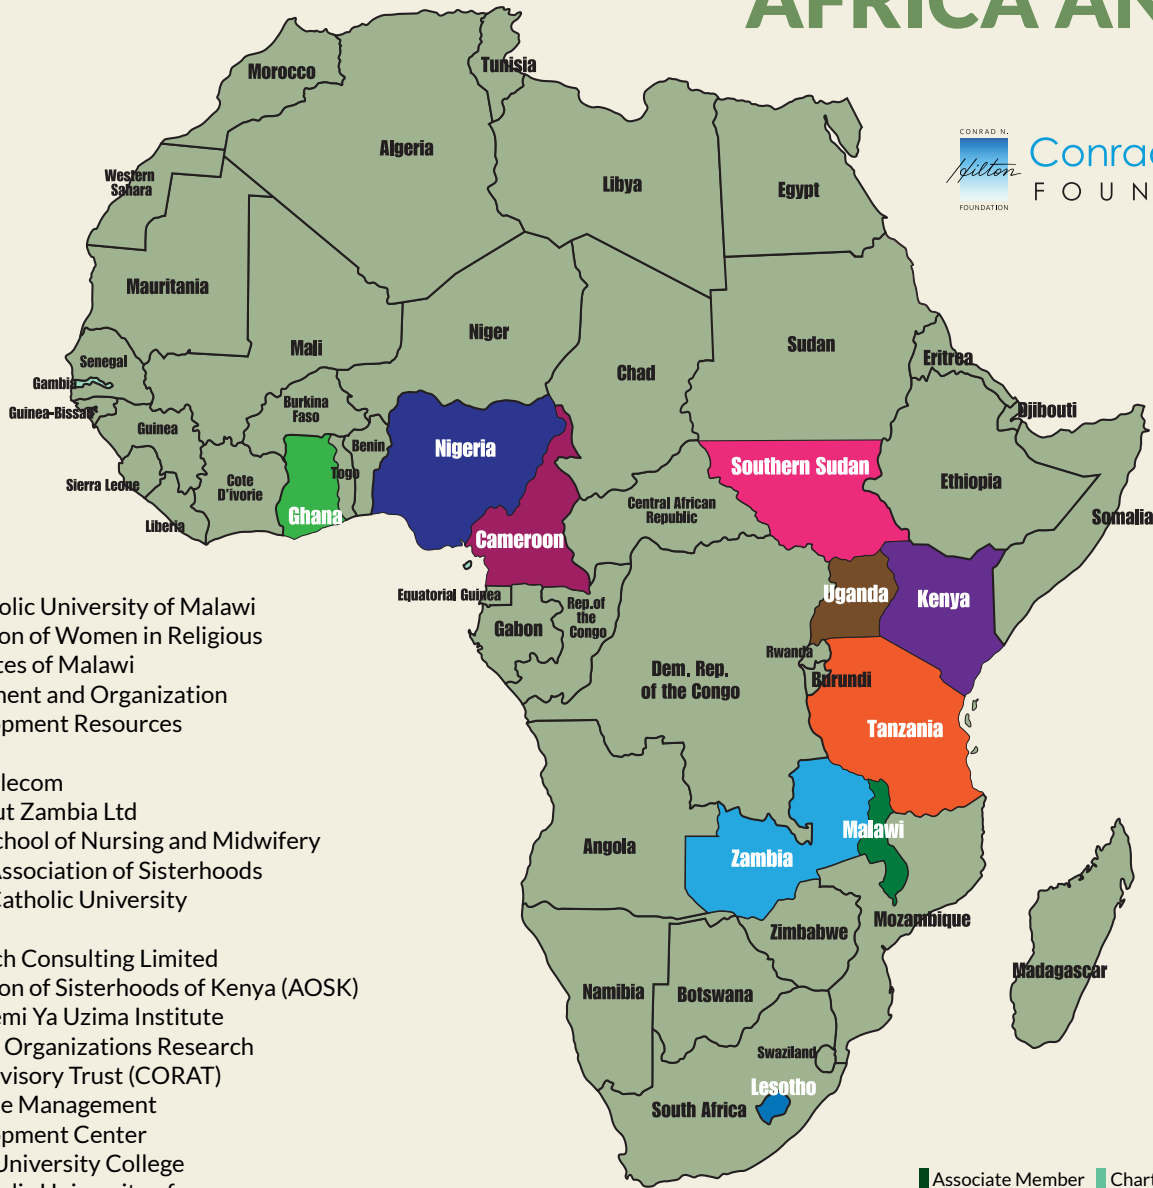 AFRICA AN
CONRAD N.
Hilton
FOUNDATION
Conrad
FOUN
Morocco
Tunisia
Algeria
Libya
Egypt
Western
Sahara
Mauritania
Mali
Niger
Chad
Sudan
Eritrea
Djibouti
Senegal
Gambia
Guinea-Bissau
Guinea
Sierra Leone
Liberia
Burkina
Faso
Cote
D'ivorie
Ghana
Togo
Benin
Nigeria
Cameroon
Central African
Republic
Southern Sudan
Ethiopia
Somalia
Equatorial Guinea
Gabon
Rep.of
the
Congo
Dem. Rep.
of the Congo
Uganda
Kenya
Rwanda
Burundi
Tanzania
Angola
Zambia
Malawi
Mozambique
Zimbabwe
Namibia
Botswana
Madagascar
Swaziland
Lesotho
South Africa
olic University of Malawi
on of Women in Religious
tes of Malawi
ment and Organization
opment Resources
lecom
ut Zambia Ltd
chool of Nursing and Midwifery
Association of Sisterhoods
Catholic University
ch Consulting Limited
on of Sisterhoods of Kenya (AOSK)
emi Ya Uzima Institute
Organizations Research
visory Trust (CORAT)
e Management
opment Center
University College
Associate Member
Chart